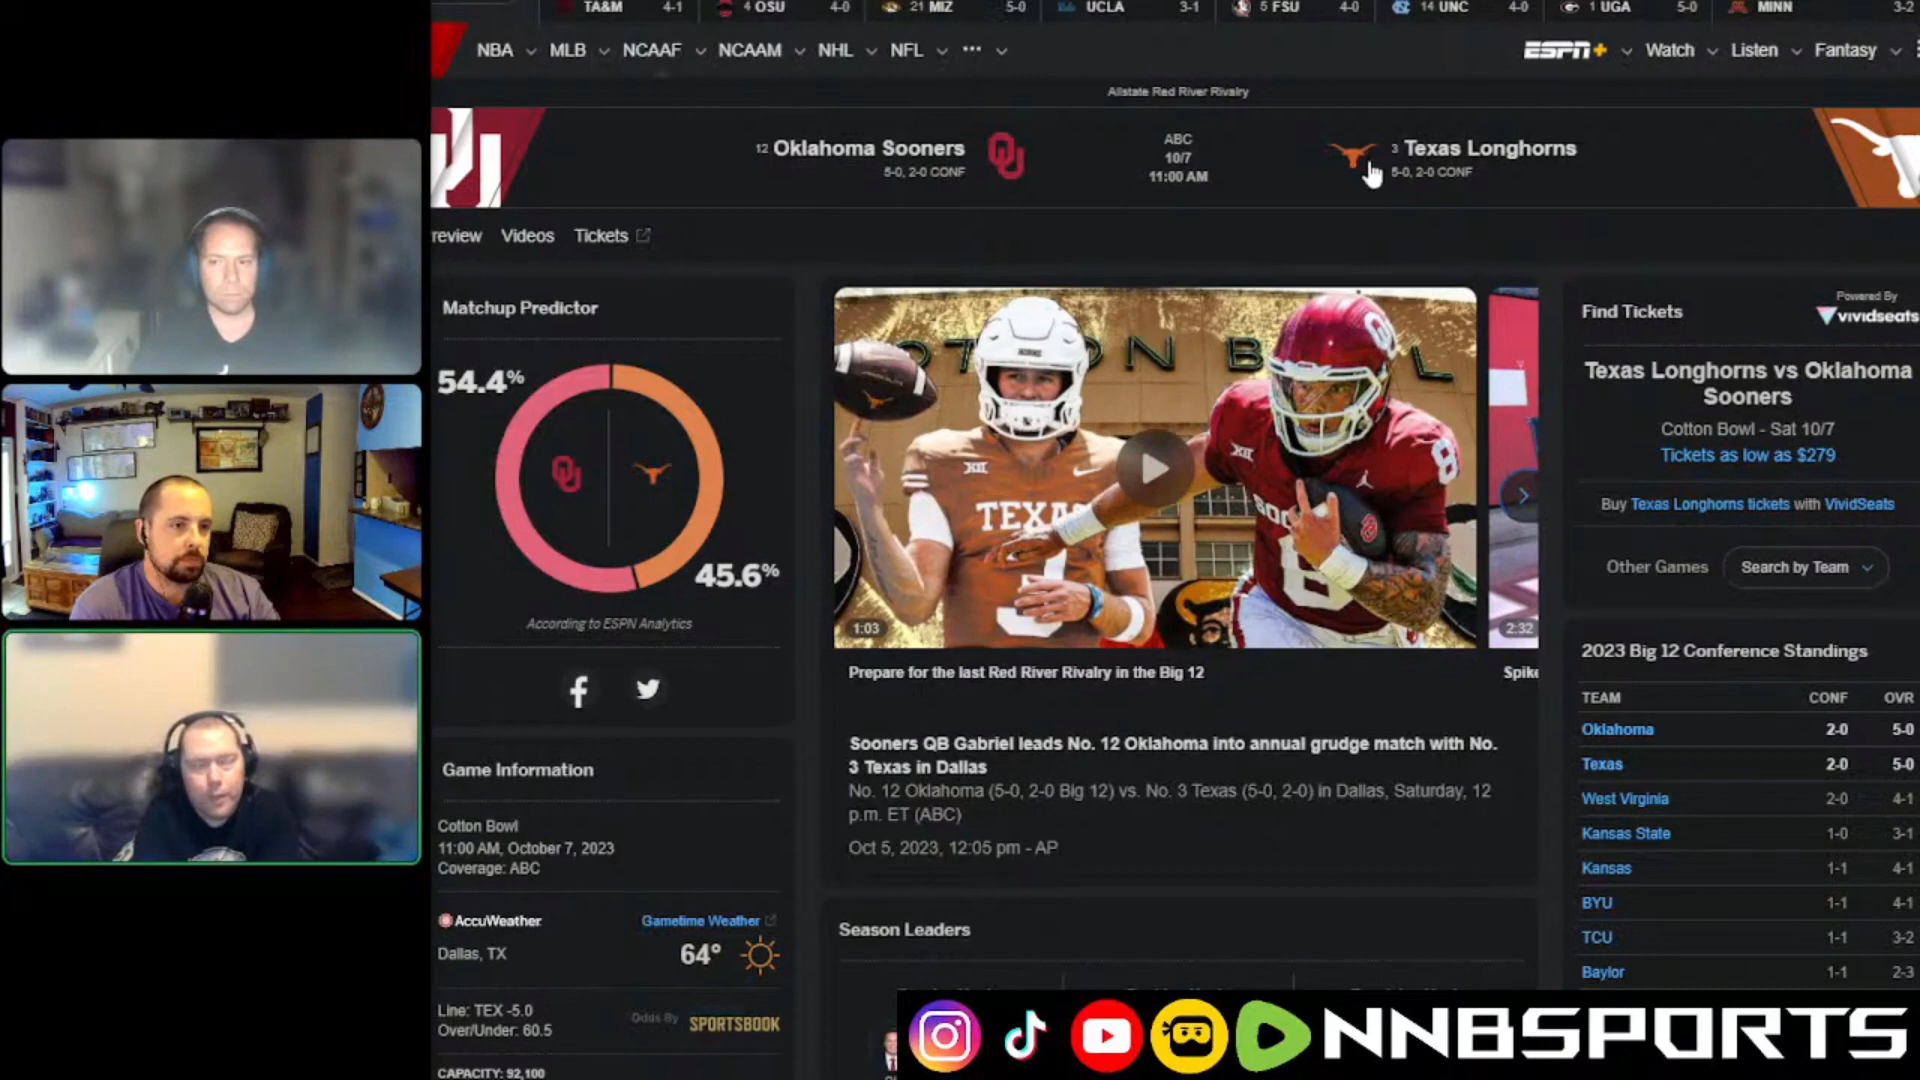 TA&M 4-1 4 OSU 4-0 21 MIZ 5-0 UCLA 3-1 5 FSU 4-0 14 UNC 4-0 1 UGA 5-0 MINN 3-2
NBA MLB NCAAF NCAAM NHL NFL ••• ESPN+ Watch Listen Fantasy
Allstate Red River Rivalry
12 Oklahoma Sooners
5-0, 2-0 CONF
ABC
10/7
11:00 AM
3 Texas Longhorns
5-0, 2-0 CONF
review Videos Tickets
Matchup Predictor
54.4%
45.6%
According to ESPN Analytics
Game Information
Cotton Bowl
11:00 AM, October 7, 2023
Coverage: ABC
AccuWeather Gametime Weather
Dallas, TX 64°
Line: TEX -5.0
Over/Under: 60.5
Odds By SPORTSBOOK
CAPACITY: 92,100
TEXAS
3
8
XII
1:03
2:32
Prepare for the last Red River Rivalry in the Big 12
Spike
Sooners QB Gabriel leads No. 12 Oklahoma into annual grudge match with No.
3 Texas in Dallas
No. 12 Oklahoma (5-0, 2-0 Big 12) vs. No. 3 Texas (5-0, 2-0) in Dallas, Saturday, 12
p.m. ET (ABC)
Oct 5, 2023, 12:05 pm - AP
Season Leaders
Find Tickets
Powered By
vividseats
Texas Longhorns vs Oklahoma
Sooners
Cotton Bowl - Sat 10/7
Tickets as low as $279
Buy Texas Longhorns tickets with VividSeats
Other Games Search by Team
2023 Big 12 Conference Standings
TEAM CONF OVR
Oklahoma 2-0 5-0
Texas 2-0 5-0
West Virginia 2-0 4-1
Kansas State 1-0 3-1
Kansas 1-1 4-1
BYU 1-1 4-1
TCU 1-1 3-2
Baylor 1-1 2-3
NNBSPORTS